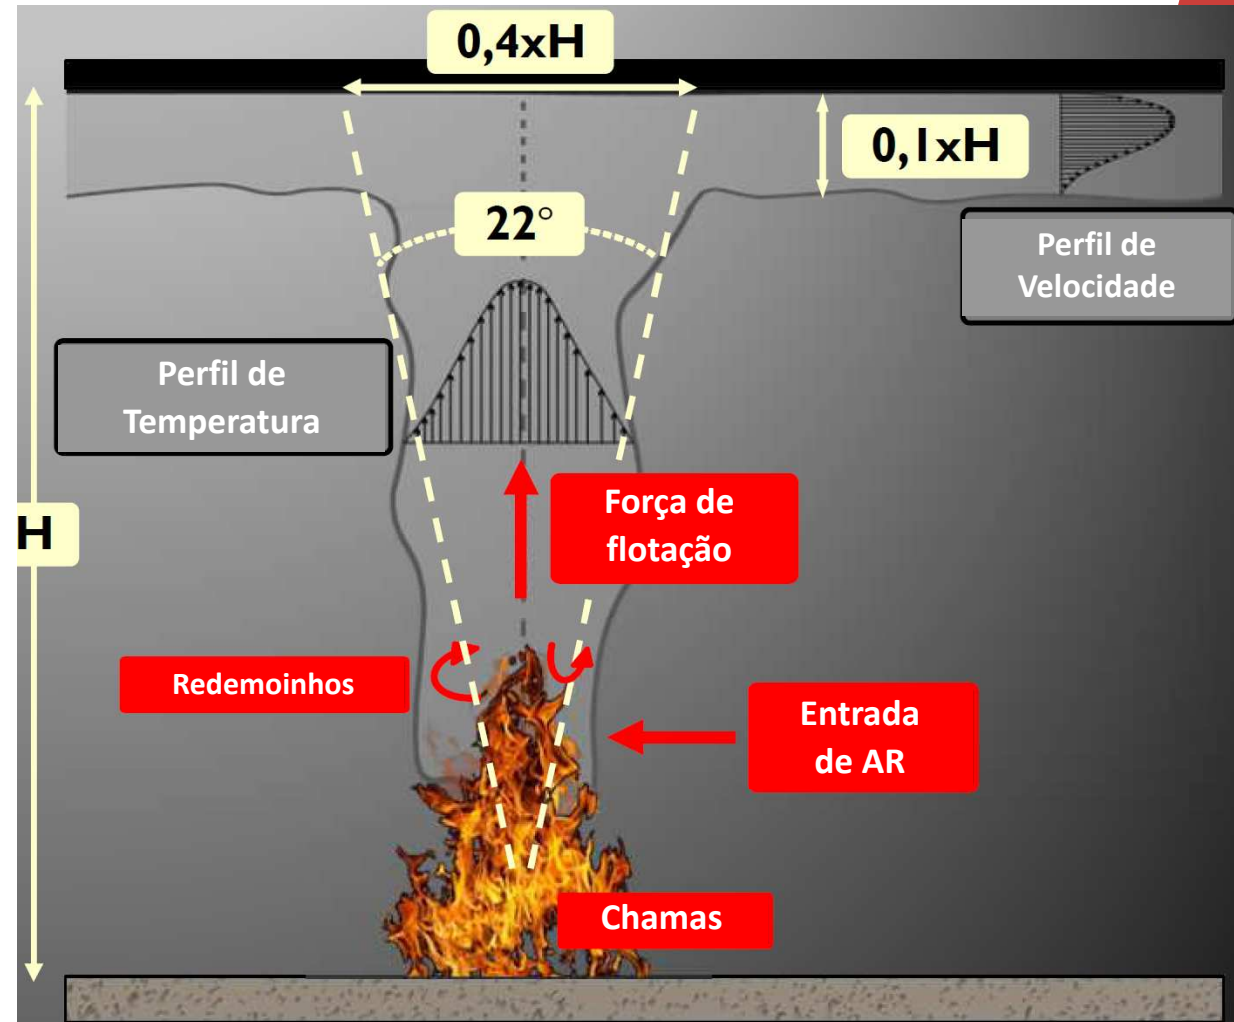 0,4xH
0,1xH
22°
Perfil de
Velocidade
Perfil de
Temperatura
Força de
flotação
H
Redemoinhos
Entrada
de AR
Chamas